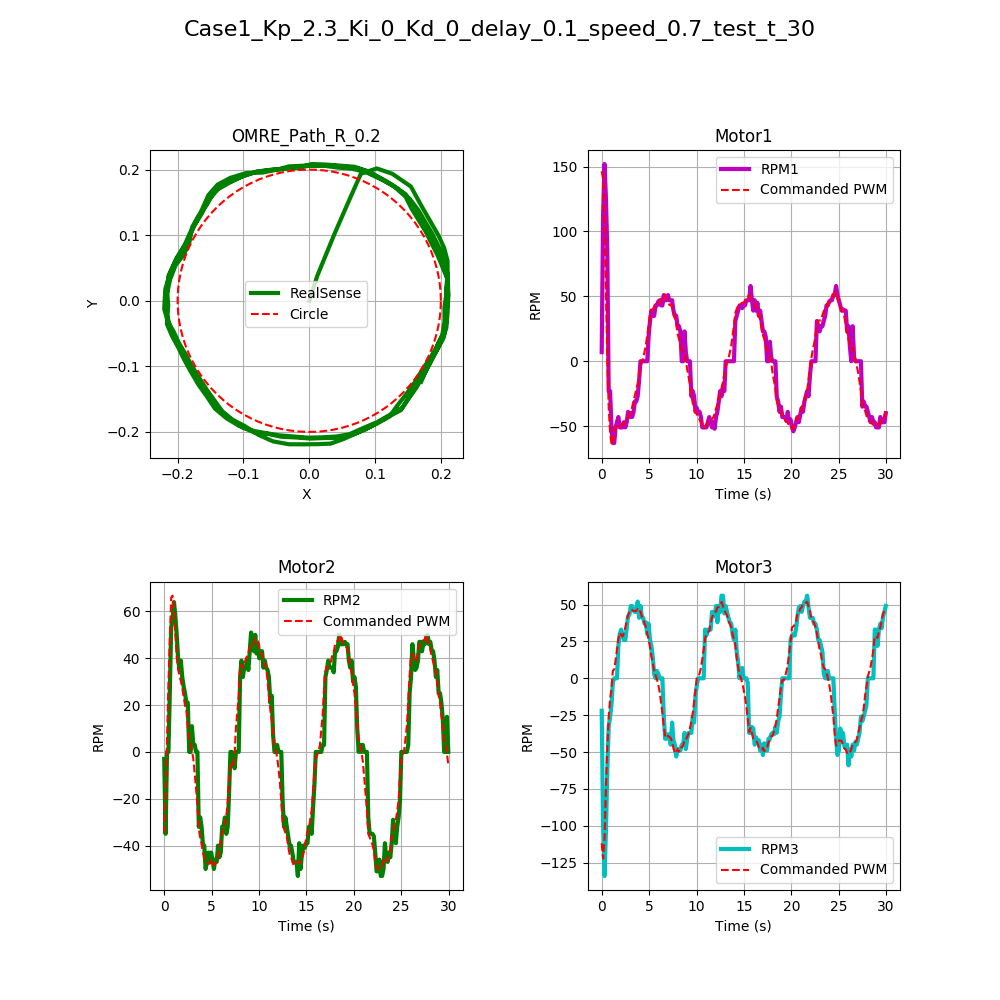 Case1_Kp_2.3_Ki_0_Kd_0_delay_0.1_speed_0.7_test_t_30
OMRE_Path_R_0.2
Y
0.2
0.1
0.0
−0.1
−0.2
RealSense
Circle
−0.2 −0.1 0.0 0.1 0.2
X
Motor1
RPM
150
100
50
0
−50
RPM1
Commanded PWM
0 5 10 15 20 25 30
Time (s)
Motor2
RPM
60
40
20
0
−20
−40
RPM2
Commanded PWM
0 5 10 15 20 25 30
Time (s)
Motor3
RPM
50
25
0
−25
−50
−75
−100
−125
RPM3
Commanded PWM
0 5 10 15 20 25 30
Time (s)